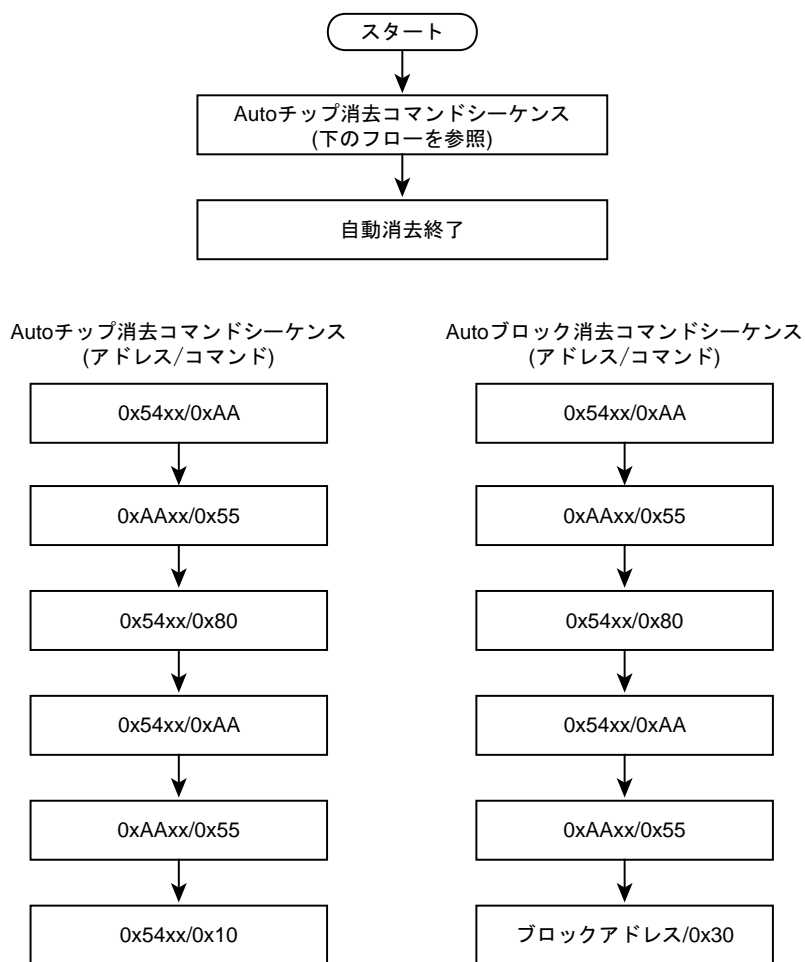 スタート
Autoチップ消去コマンドシーケンス
(下のフローを参照)
自動消去終了
Autoチップ消去コマンドシーケンス
(アドレス/コマンド)
0x54xx/0xAA
0xAAxx/0x55
0x54xx/0x80
0x54xx/0xAA
0xAAxx/0x55
0x54xx/0x10
Autoブロック消去コマンドシーケンス
(アドレス/コマンド)
0x54xx/0xAA
0xAAxx/0x55
0x54xx/0x80
0x54xx/0xAA
0xAAxx/0x55
ブロックアドレス/0x30